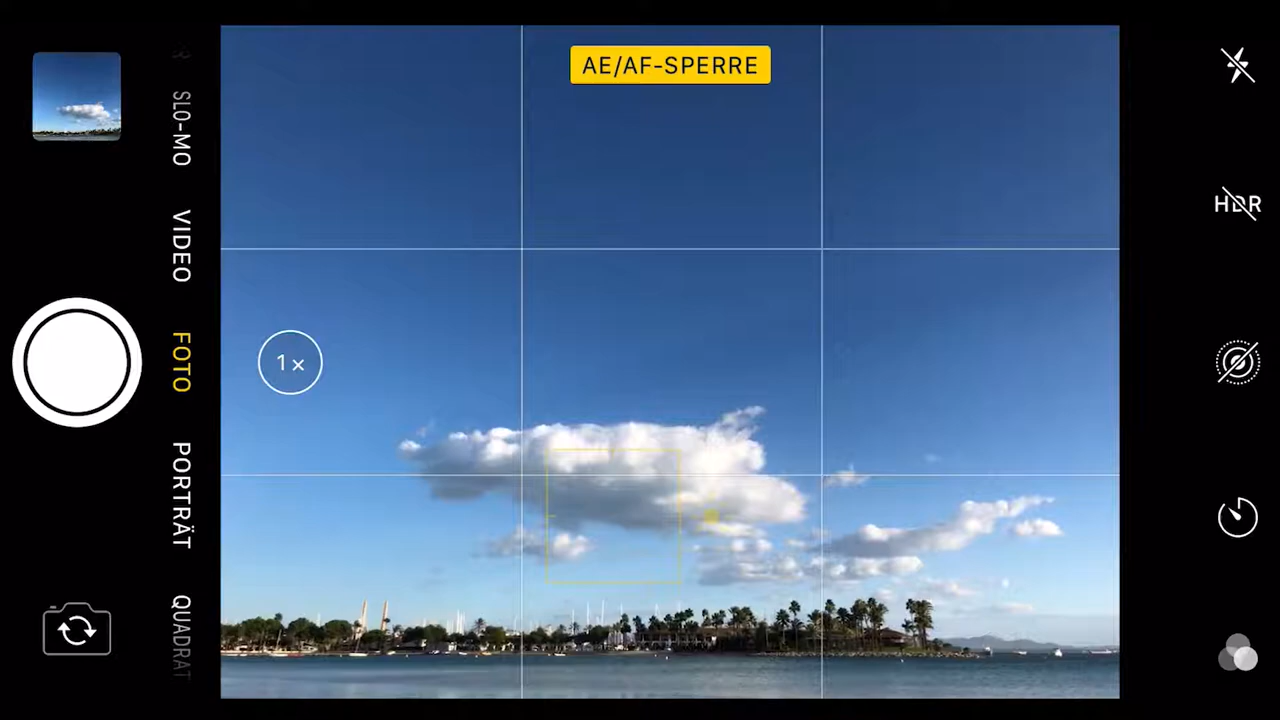 AE/AF-SPERRE
SLO-MO
VIDEO
FOTO
PORTRÄT
QUADRAT
1×
HDR